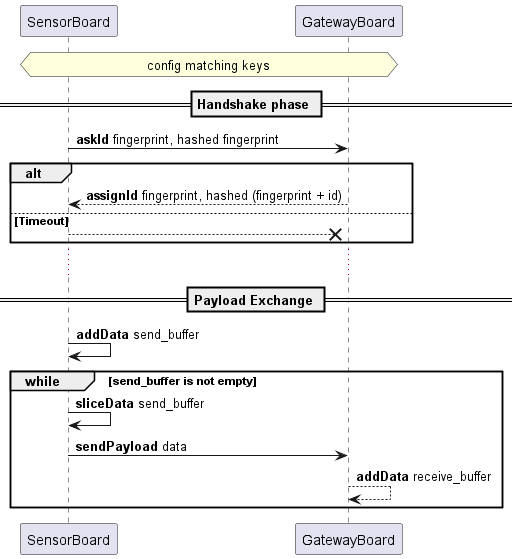 SensorBoard
GatewayBoard
config matching keys
Handshake phase
askId fingerprint, hashed fingerprint
alt
assignId fingerprint, hashed (fingerprint + id)
[Timeout]
Payload Exchange
addData send_buffer
while [send_buffer is not empty]
sliceData send_buffer
sendPayload data
addData receive_buffer
SensorBoard
GatewayBoard